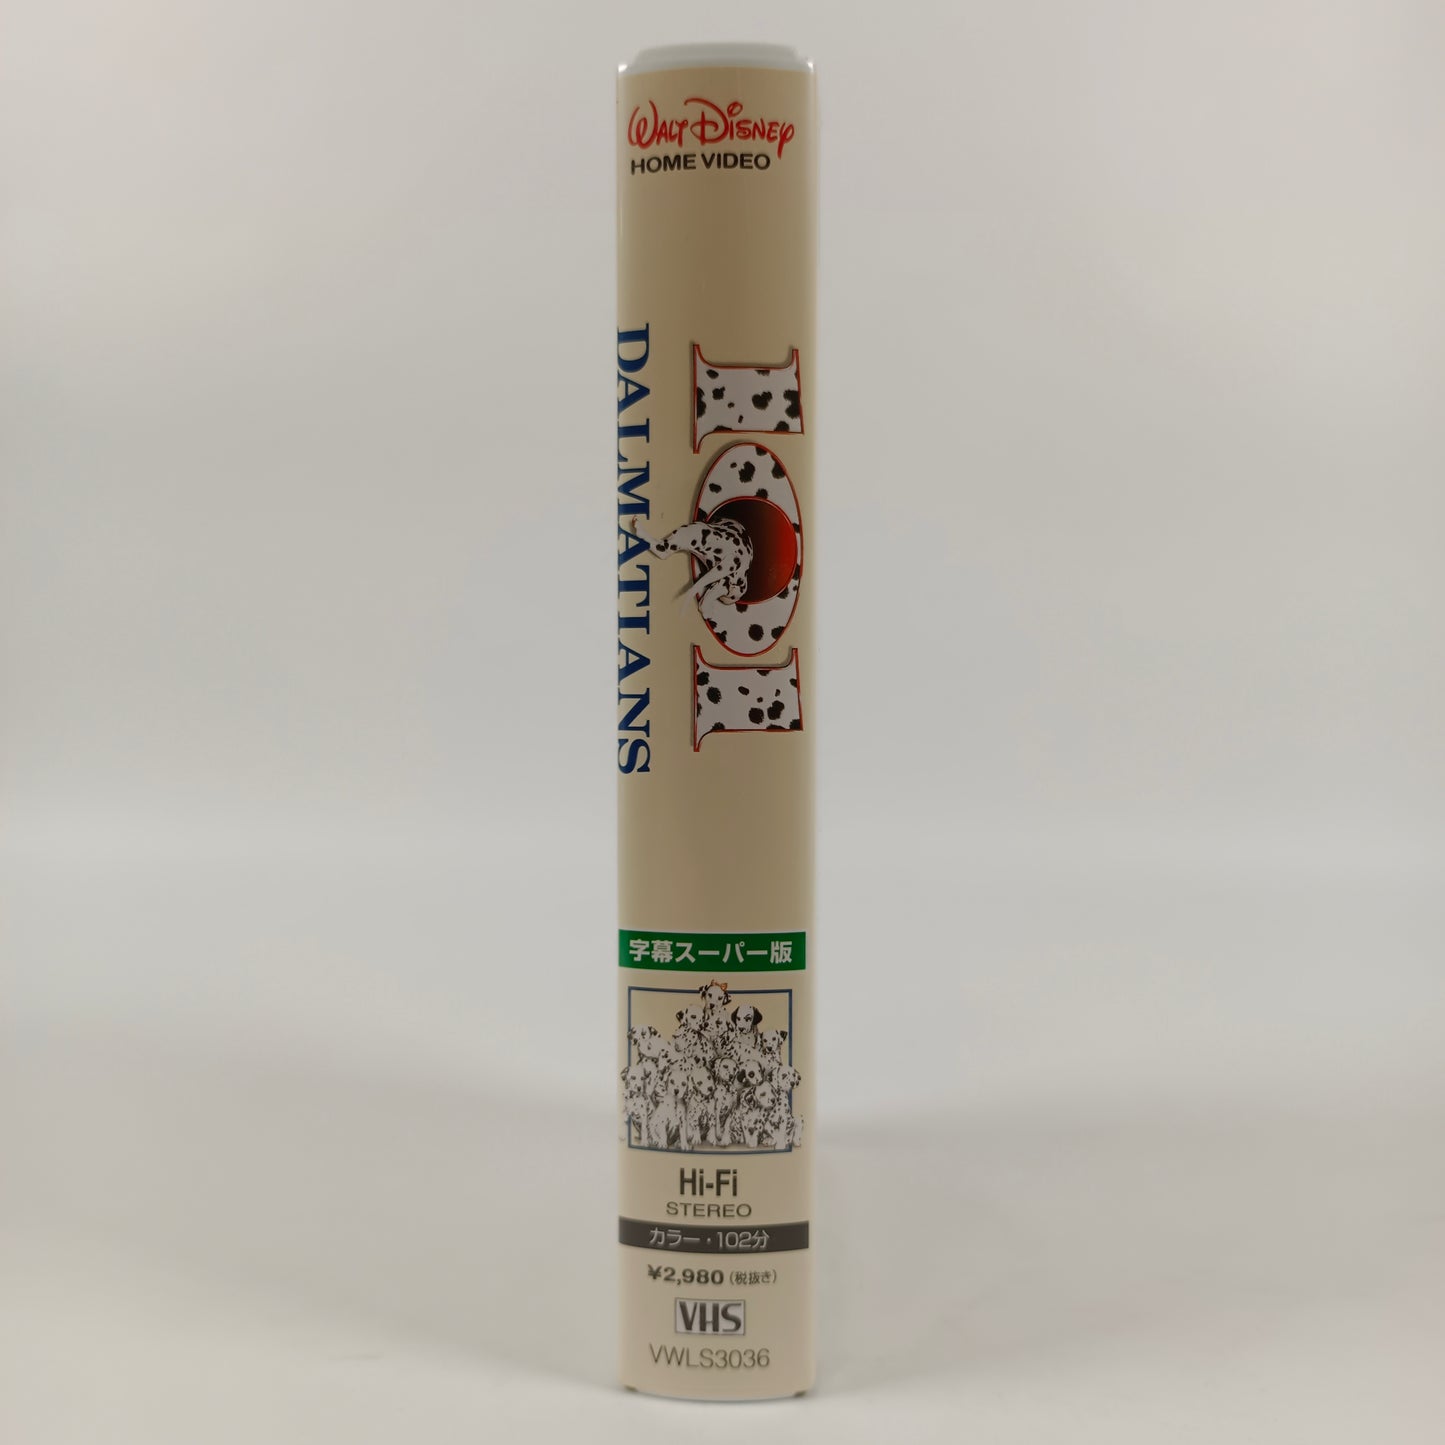 WALT DISNEY
HOME VIDEO
101
DALMATIANS
字幕スーパー版
Hi-Fi
STEREO
カラー・102分
¥2,980(税抜き)
VHS
VWLS3036